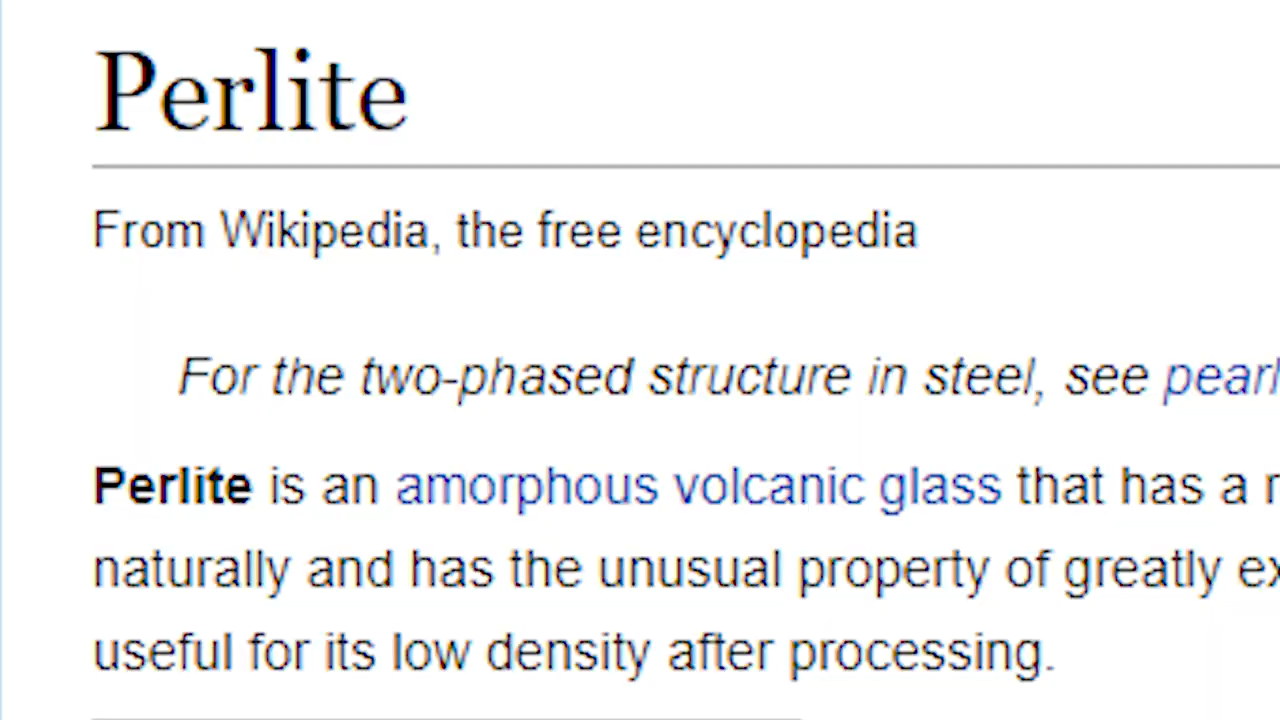 Perlite
From Wikipedia, the free encyclopedia
For the two-phased structure in steel, see pearl
Perlite is an amorphous volcanic glass that has a
naturally and has the unusual property of greatly
useful for its low density after processing.